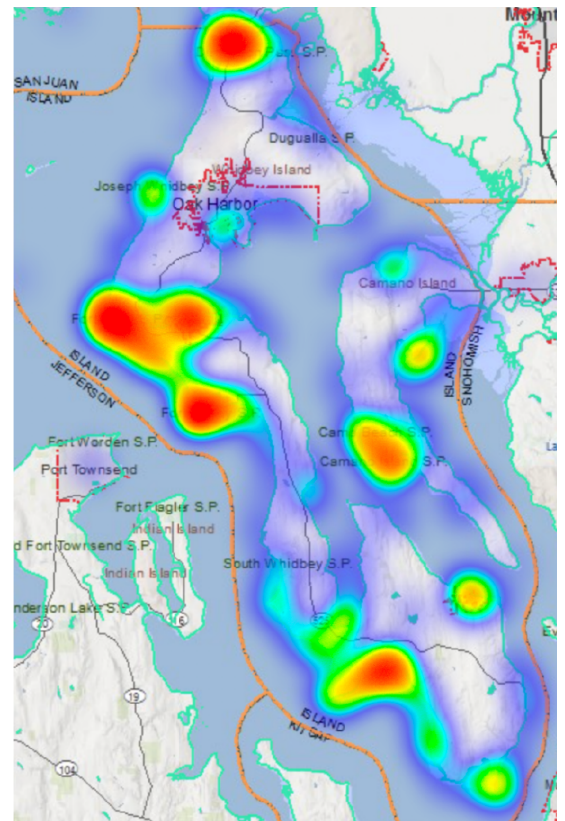 Mount
S.P.
SAN JUAN
ISLAND
Dugualla S.P.
Whidbey Island
Joseph Whidbey S.P.
Oak Harbor
Camano Island
ISLAND
SNOHOMISH
ISLAND
JEFFERSON
S.P.
Fort Worden S.P.
Port Townsend
S.P.
Fort Flagler S.P.
Indian Island
d Fort Townsend S.P.
South Whidbey S.P.
Indian Island
nderson Lake S.P.
20
6
19
ISLAND
KITSAP
104